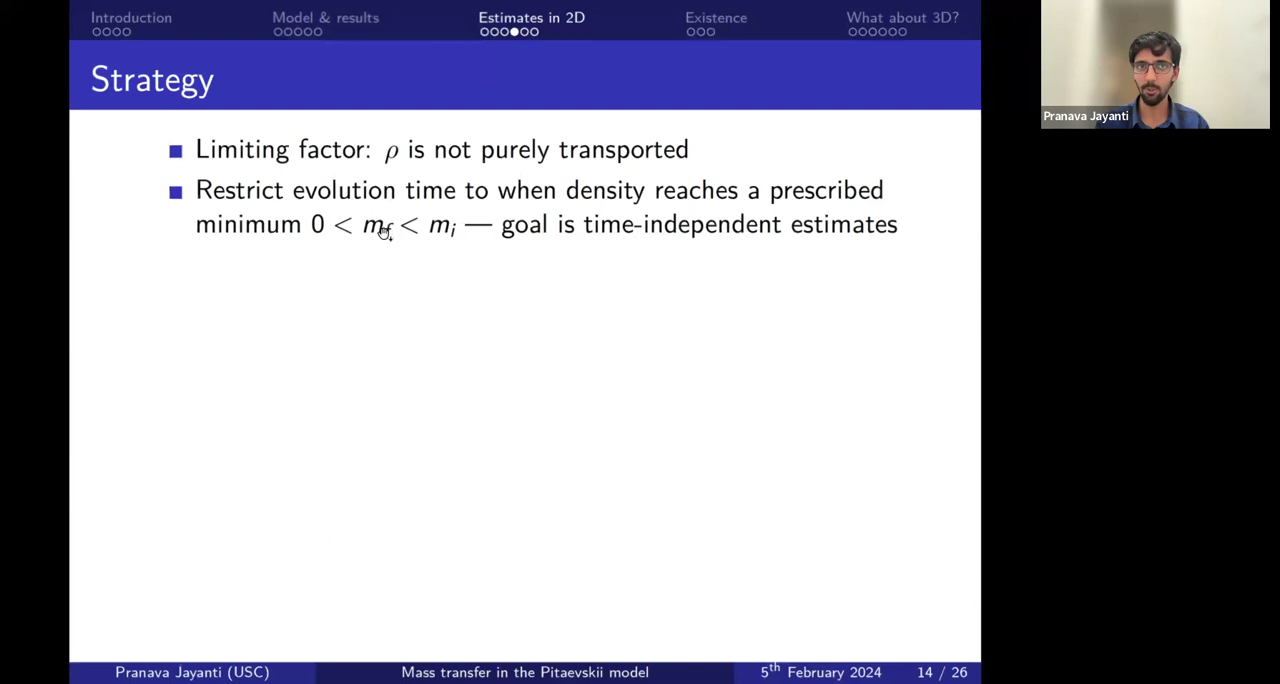 Introduction
Model & results
Estimates in 2D
Existence
What about 3D?
Strategy
Limiting factor: ρ is not purely transported
Restrict evolution time to when density reaches a prescribed
minimum 0 < m_f < m_i — goal is time-independent estimates
Pranava Jayanti (USC)
Mass transfer in the Pitaevskii model
5th February 2024
14 / 26
Pranava Jayanti